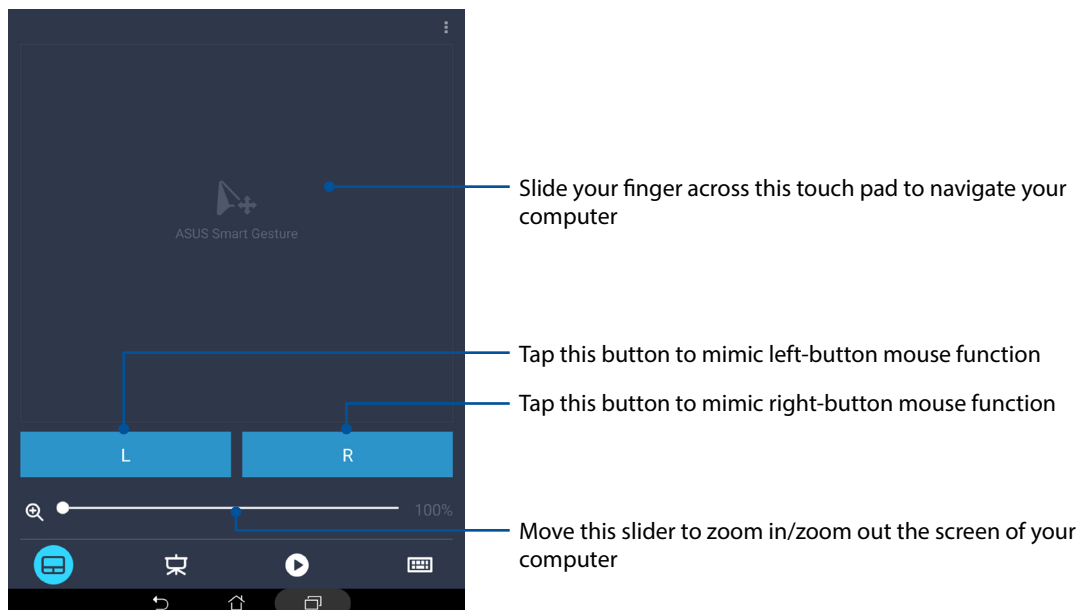 ASUS Smart Gesture
Slide your finger across this touch pad to navigate your
computer
Tap this button to mimic left-button mouse function
Tap this button to mimic right-button mouse function
L
R
100%
Move this slider to zoom in/zoom out the screen of your
computer